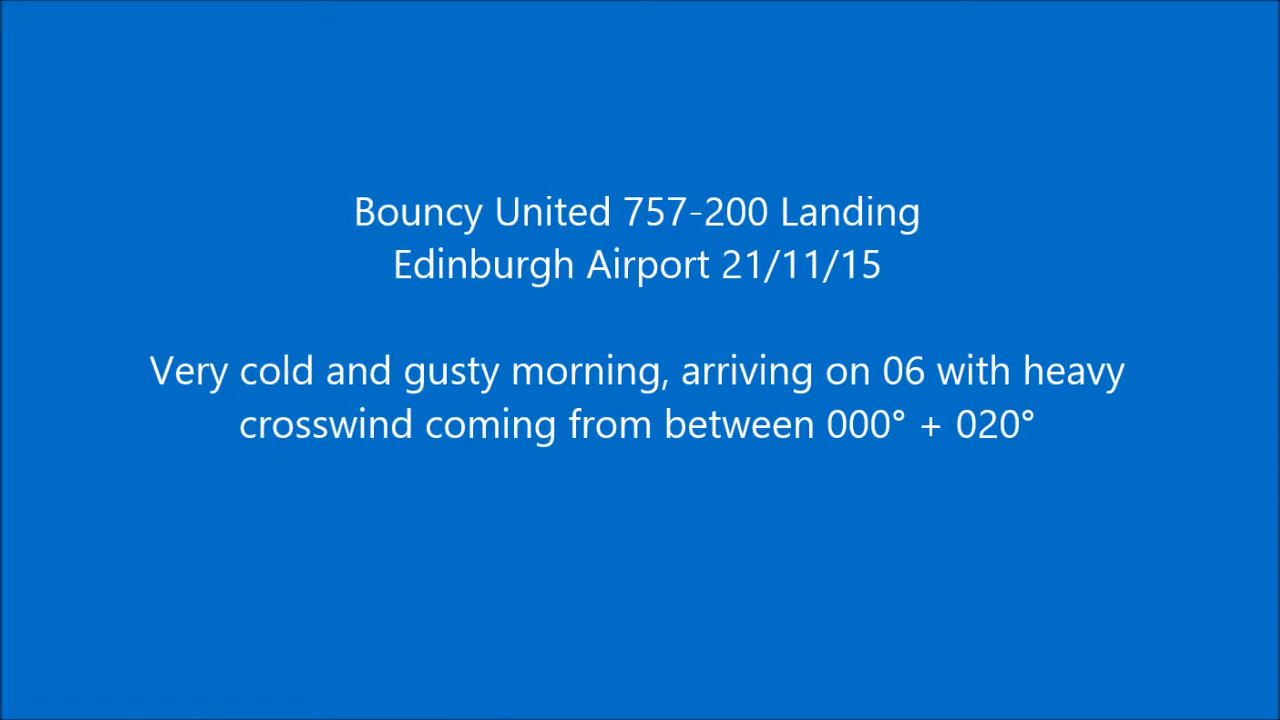 Bouncy United 757-200 Landing
Edinburgh Airport 21/11/15
Very cold and gusty morning, arriving on 06 with heavy
crosswind coming from between 000° + 020°